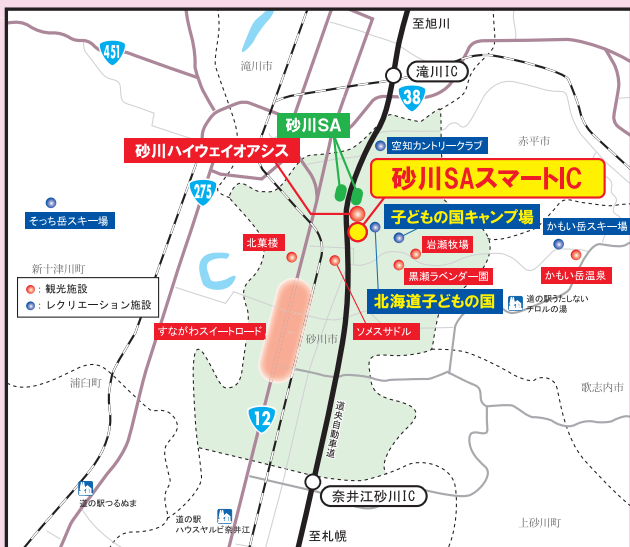 至旭川
451
滝川市
滝川IC
38
砂川SA
空知カントリークラブ
赤平市
砂川ハイウェイオアシス
砂川SAスマートIC
275
そっち岳スキー場
子どもの国キャンプ場
かもい岳スキー場
北菓楼
岩瀬牧場
新十津川町
黒瀬ラベンダー園
かもい岳温泉
：観光施設
：レクリエーション施設
北海道子どもの国
道の駅うたしない
チロルの湯
すながわスイートロード
砂川市
ソメスサドル
浦臼町
歌志内市
12
道央自動車道
奈井江砂川IC
道の駅つるぬま
道の駅
ハウスヤルビ奈井江
至札幌
上砂川町